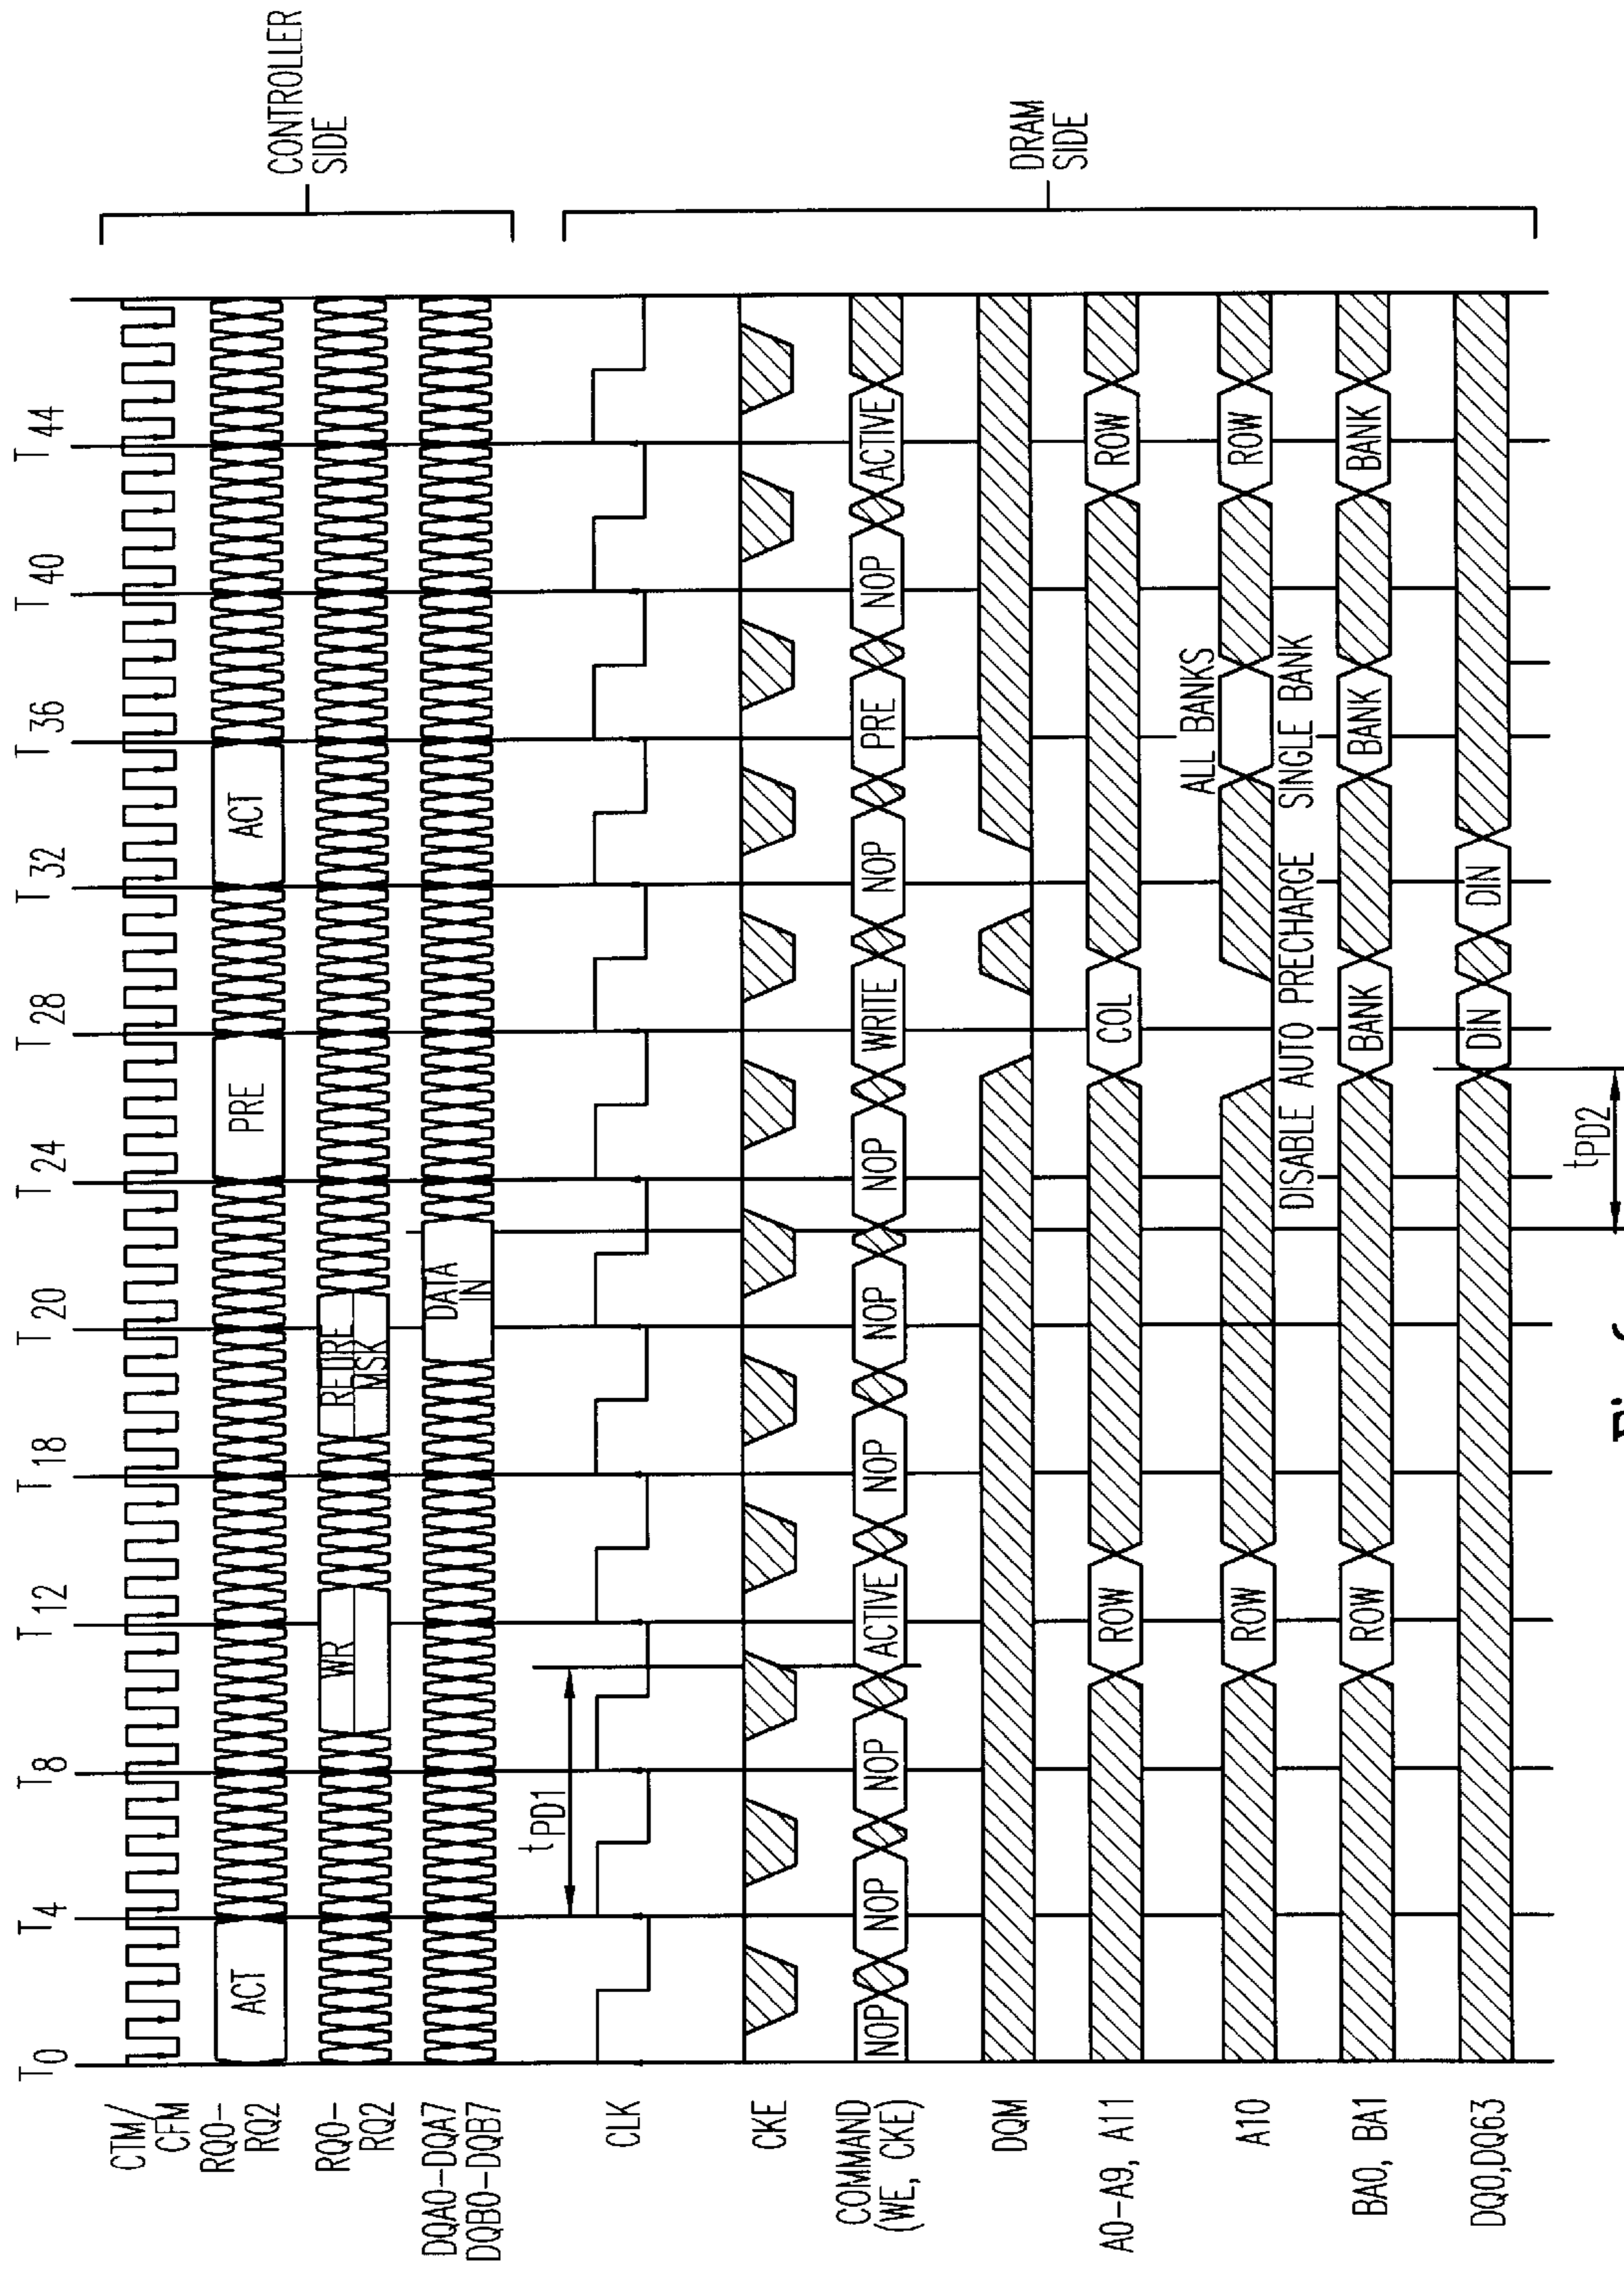 T0 T4 T8 T12 T18 T20 T24 T28 T32 T36 T40 T44
CTM/
CFM
RQ0-
RQ2
ACT PRE ACT
RQ0-
RQ2
WR
MSK
DQA0-DQA7
DQB0-DQB7
DATA
IN
CONTROLLER
SIDE
tPD1
CLK
CKE
COMMAND
(WE, CKE)
NOP NOP NOP ACTIVE NOP NOP NOP WRITE NOP PRE NOP ACTIVE
DQM
DRAM
SIDE
A0-A9, A11
ROW COL ROW
ALL BANKS
A10
ROW ROW
DISABLE AUTO PRECHARGE SINGLE BANK
BA0, BA1
ROW BANK BANK BANK
DQ0,DQ63
DIN DIN
tPD2